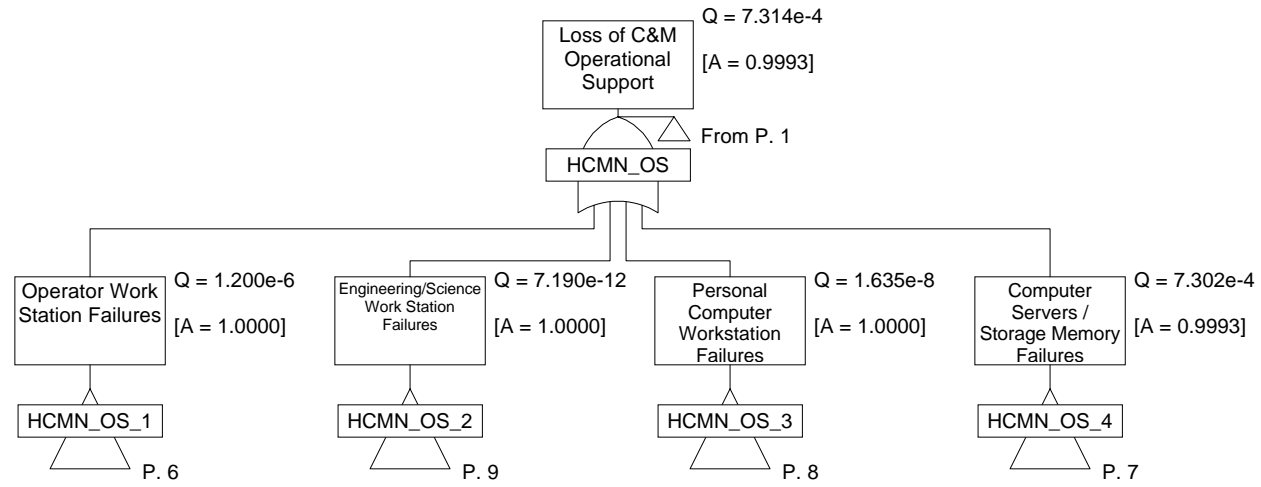 Loss of C&M
Operational
Support
Q = 7.314e-4
[A = 0.9993]
From P. 1
HCMN_OS
Operator Work
Station Failures
Q = 1.200e-6
[A = 1.0000]
HCMN_OS_1
P. 6
Engineering/Science
Work Station
Failures
Q = 7.190e-12
[A = 1.0000]
HCMN_OS_2
P. 9
Personal
Computer
Workstation
Failures
Q = 1.635e-8
[A = 1.0000]
HCMN_OS_3
P. 8
Computer
Servers /
Storage Memory
Failures
Q = 7.302e-4
[A = 0.9993]
HCMN_OS_4
P. 7